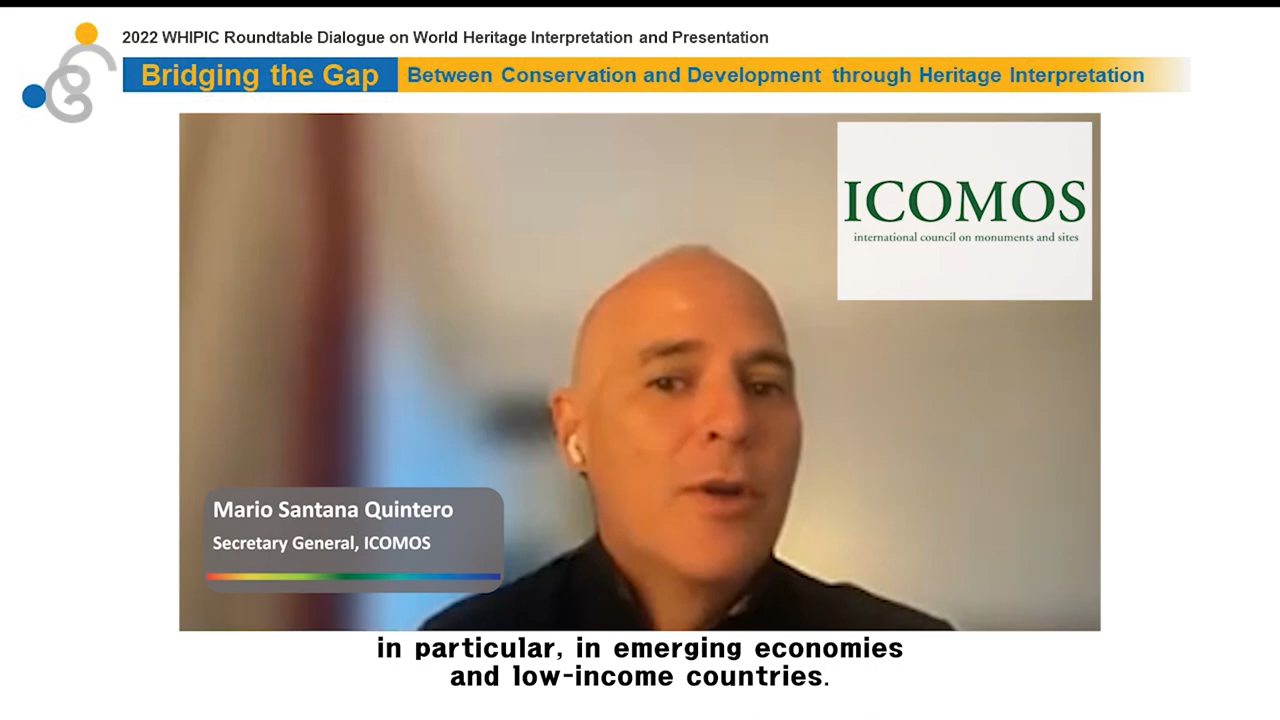 2022 WHIPIC Roundtable Dialogue on World Heritage Interpretation and Presentation
Bridging the Gap Between Conservation and Development through Heritage Interpretation
ICOMOS
international council on monuments and sites
Mario Santana Quintero
Secretary General, ICOMOS
in particular, in emerging economies
and low-income countries.